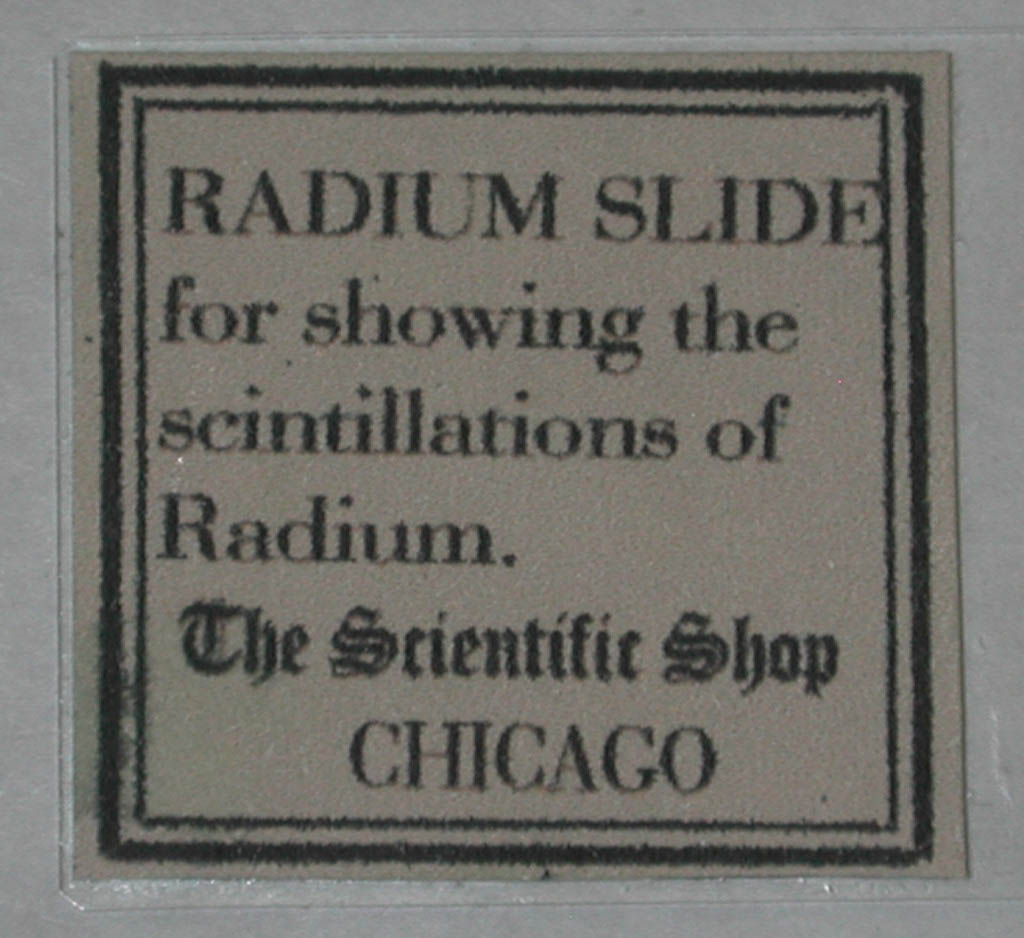 RADIUM SLIDE
for showing the
scintillations of
Radium.
The Scientific Shop
CHICAGO